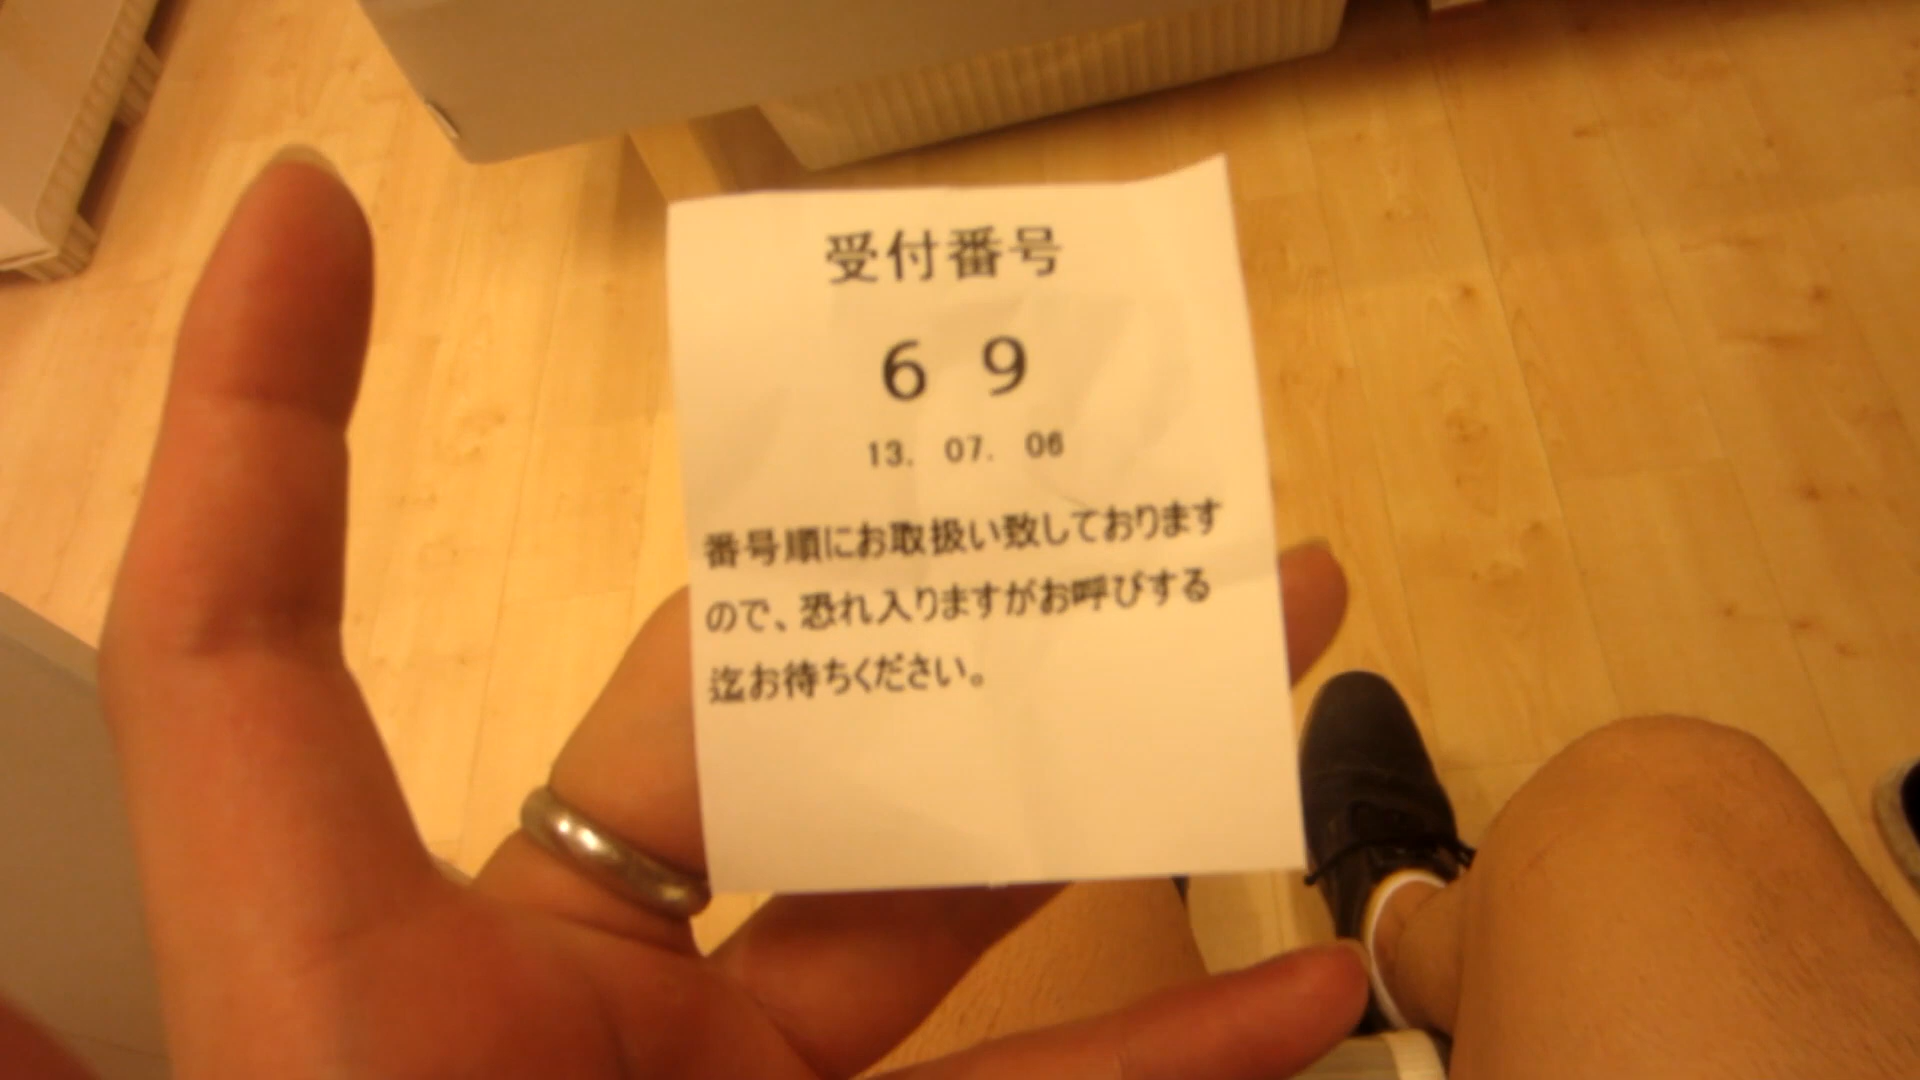 受付番号
6 9
13. 07. 06
番号順にお取扱い致しております
ので、恐れ入りますがお呼びする
迄お待ちください。